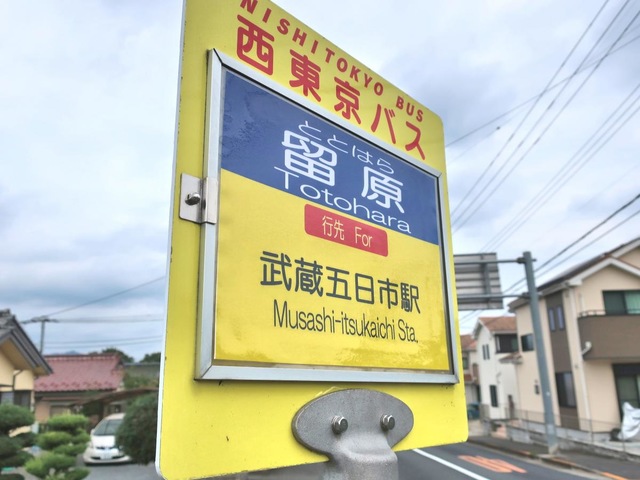 NISHITOKYO BUS
西東京バス
ととはら
留原
Totohara
行先 For
武蔵五日市駅
Musashi-itsukaichi Sta.